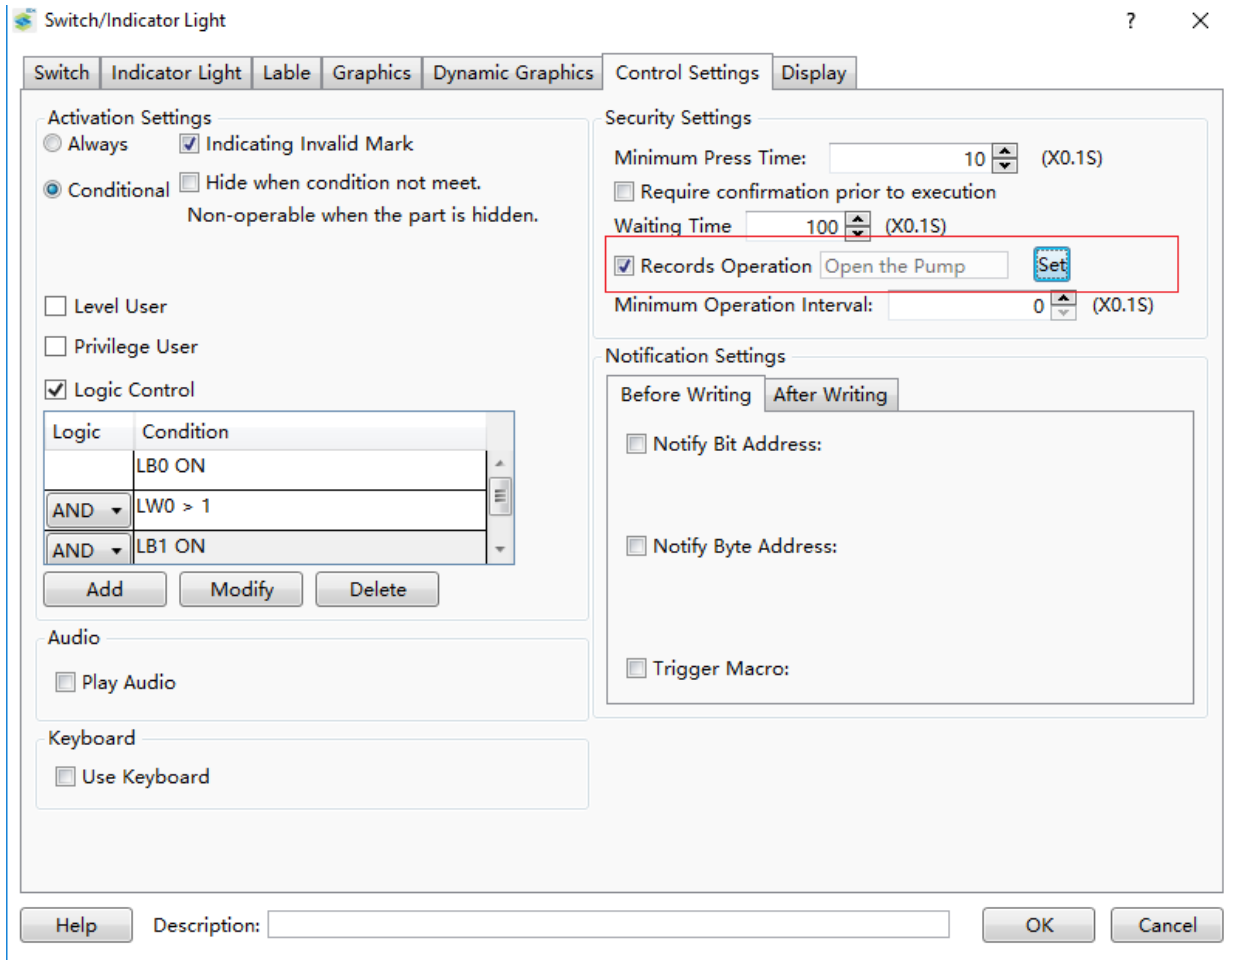 Switch/Indicator Light
?
Switch Indicator Light Lable Graphics Dynamic Graphics Control Settings Display
Activation Settings
Always
Indicating Invalid Mark
Conditional
Hide when condition not meet.
Non-operable when the part is hidden.
Level User
Privilege User
Logic Control
Logic Condition
LB0 ON
AND LW0 > 1
AND LB1 ON
Add Modify Delete
Audio
Play Audio
Keyboard
Use Keyboard
Security Settings
Minimum Press Time: 10 (X0.1S)
Require confirmation prior to execution
Waiting Time 100 (X0.1S)
Records Operation Open the Pump Set
Minimum Operation Interval: 0 (X0.1S)
Notification Settings
Before Writing After Writing
Notify Bit Address:
Notify Byte Address:
Trigger Macro:
Help Description: OK Cancel